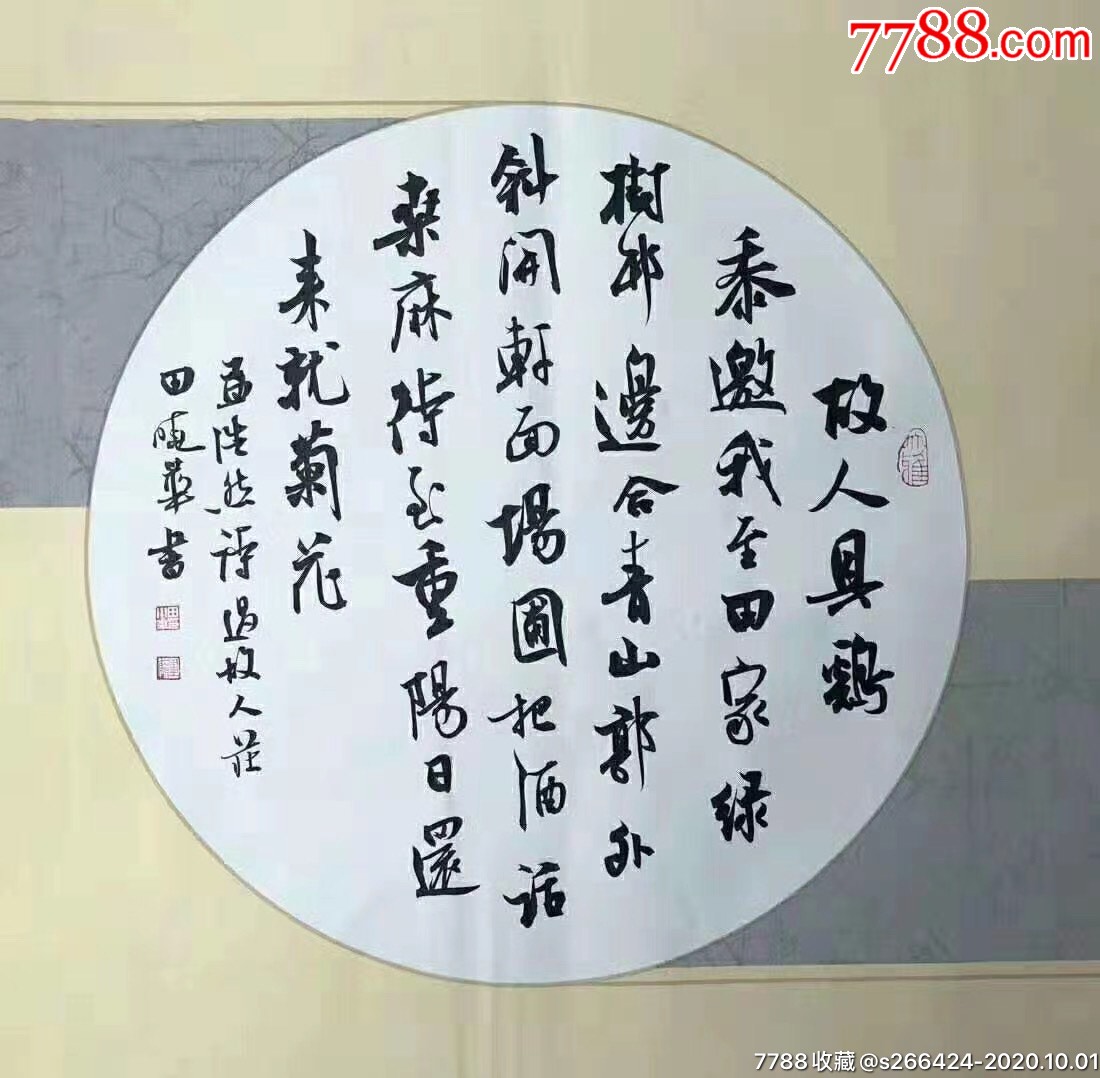 7788.com
故人具鷄
黍邀我至田家緑
樹邨邊合青山郭外
斜開軒面場圃把酒話
桑麻待至重陽日還
来就菊花
孟浩然詩過故人莊
田曉華書
7788收藏@s266424-2020.10.01